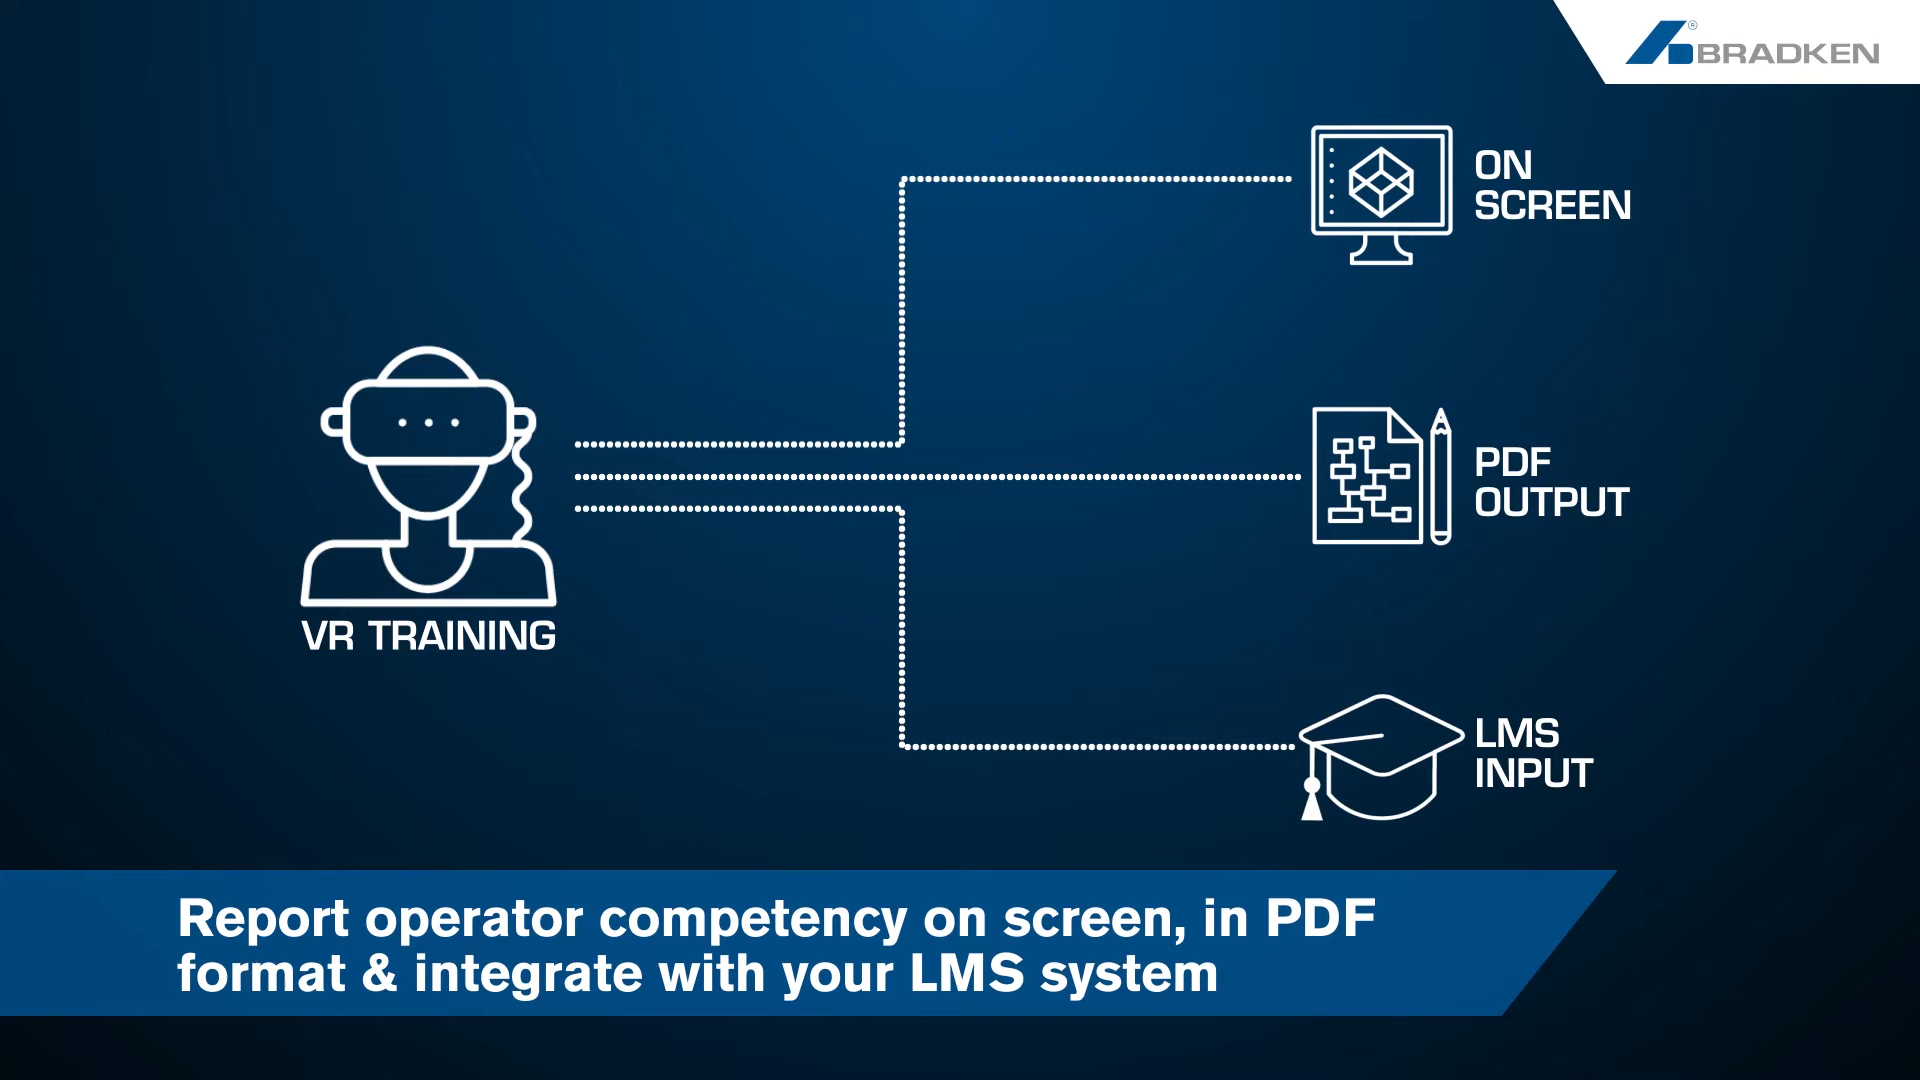 ®
BRADKEN
ON
SCREEN
PDF
OUTPUT
VR TRAINING
LMS
INPUT
Report operator competency on screen, in PDF
format & integrate with your LMS system